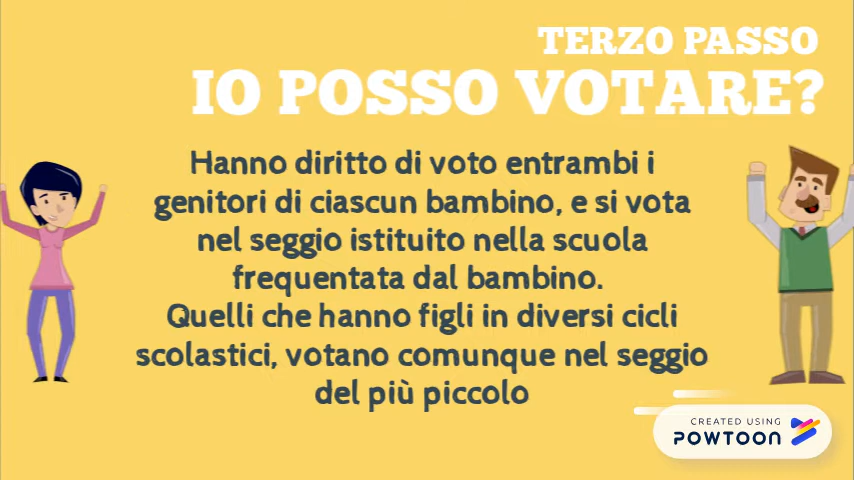 TERZO PASSO
IO POSSO VOTARE?
Hanno diritto di voto entrambi i
genitori di ciascun bambino, e si vota
nel seggio istituito nella scuola
frequentata dal bambino.
Quelli che hanno figli in diversi cicli
scolastici, votano comunque nel seggio
del più piccolo
CREATED USING
POWTOON